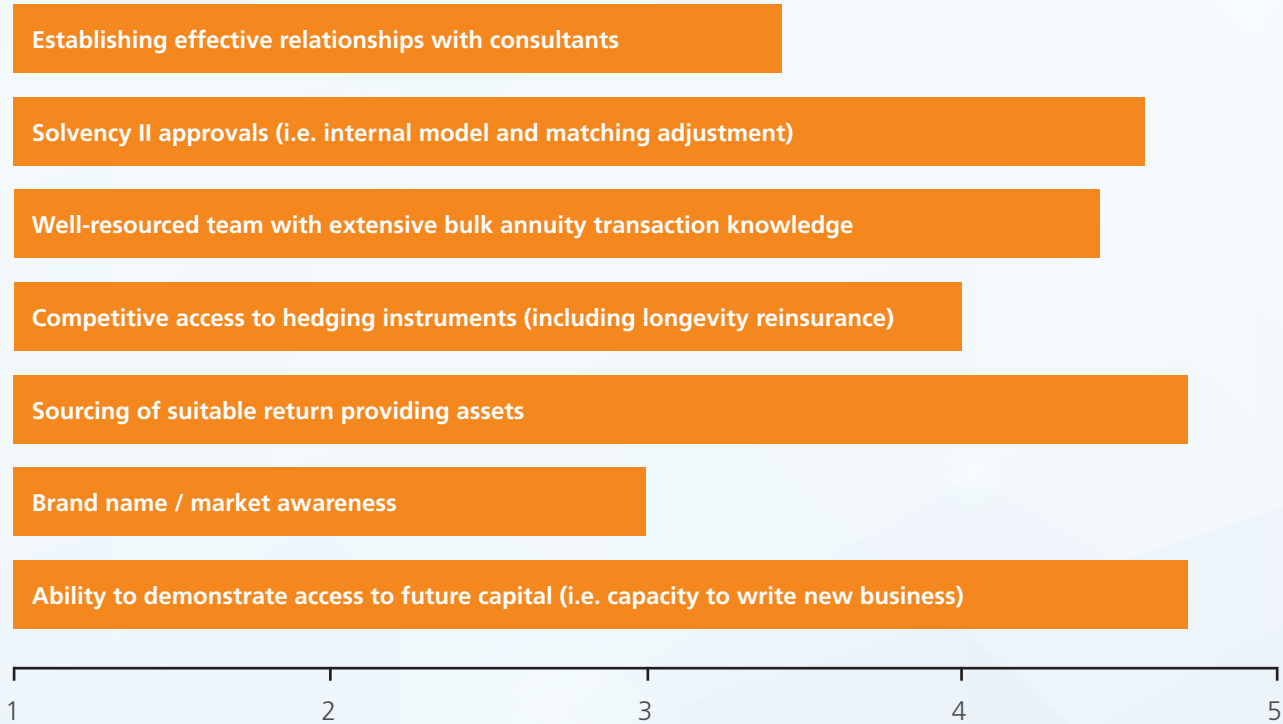 Establishing effective relationships with consultants
Solvency II approvals (i.e. internal model and matching adjustment)
Well-resourced team with extensive bulk annuity transaction knowledge
Competitive access to hedging instruments (including longevity reinsurance)
Sourcing of suitable return providing assets
Brand name / market awareness
Ability to demonstrate access to future capital (i.e. capacity to write new business)
1 2 3 4 5